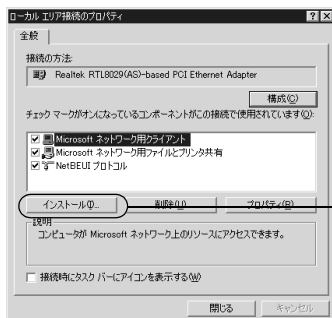 ローカル エリア接続のプロパティ
全般
接続の方法:
Realtek RTL8029(AS)-based PCI Ethernet Adapter
構成(C)
チェック マークがオンになっているコンポーネントがこの接続で使用されています(O):
Microsoft ネットワーク用クライアント
Microsoft ネットワーク用ファイルとプリンタ共有
NetBEUI プロトコル
インストール(I)... 削除(U) プロパティ(R)
説明
コンピュータが Microsoft ネットワーク上のリソースにアクセスできます。
接続時にタスク バーにアイコンを表示する(W)
閉じる キャンセル